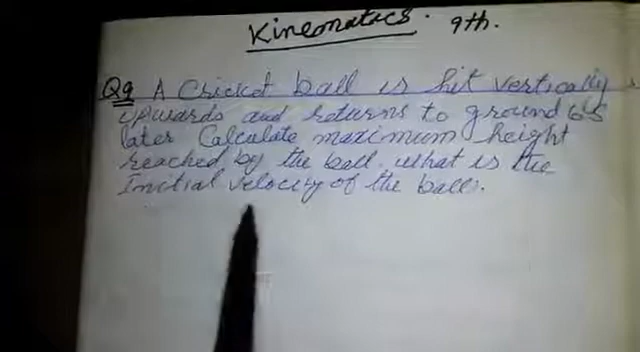 Kinematics. 9th.
Q9 A Cricket ball is hit vertically
upwards and returns to ground 6s
later Calculate maximum height
reached by the ball. what is the
Initial velocity of the ball.